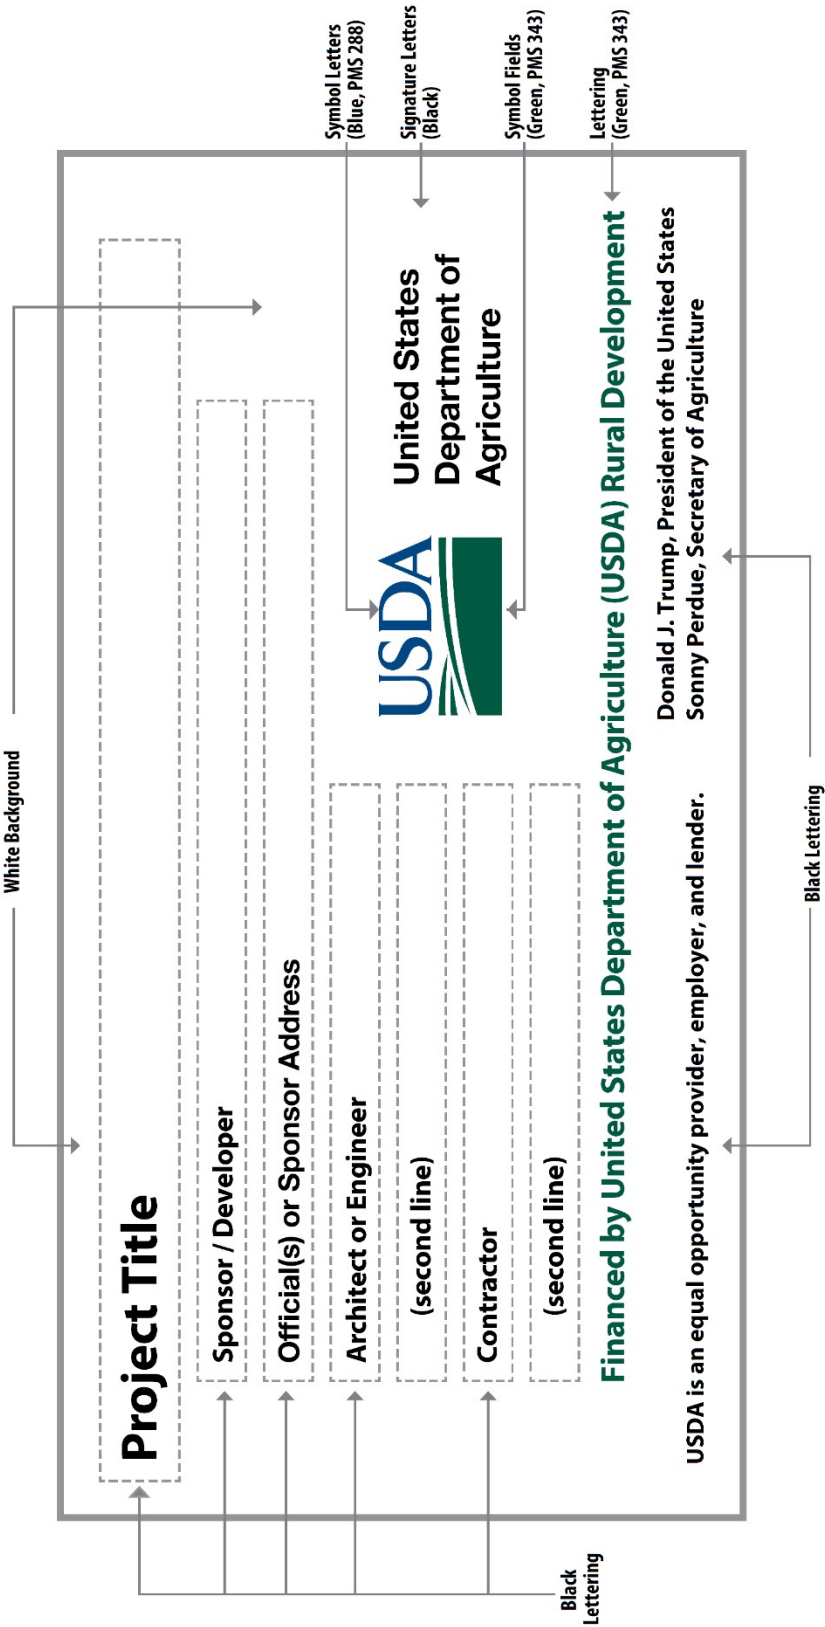 White Background
Project Title
Sponsor / Developer
Official(s) or Sponsor Address
Architect or Engineer
(second line)
Contractor
(second line)
USDA
United States
Department of
Agriculture
Symbol Letters
(Blue, PMS 288)
Signature Letters
(Black)
Symbol Fields
(Green, PMS 343)
Lettering
(Green, PMS 343)
Financed by United States Department of Agriculture (USDA) Rural Development
Donald J. Trump, President of the United States
Sonny Perdue, Secretary of Agriculture
USDA is an equal opportunity provider, employer, and lender.
Black
Lettering
Black Lettering